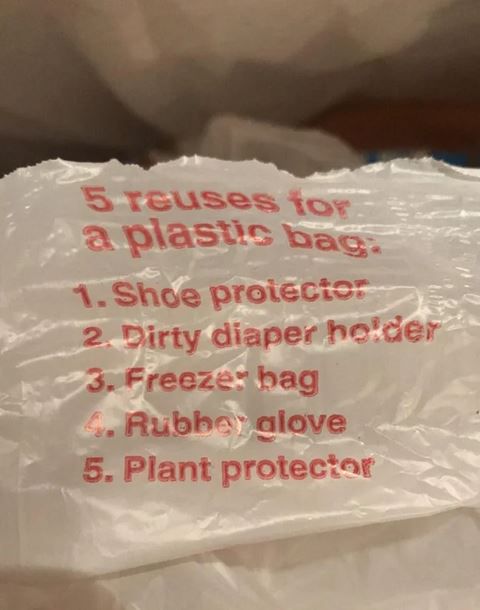 5 reuses for
a plastic bag:
1. Shoe protector
2. Dirty diaper holder
3. Freezer bag
4. Rubber glove
5. Plant protector